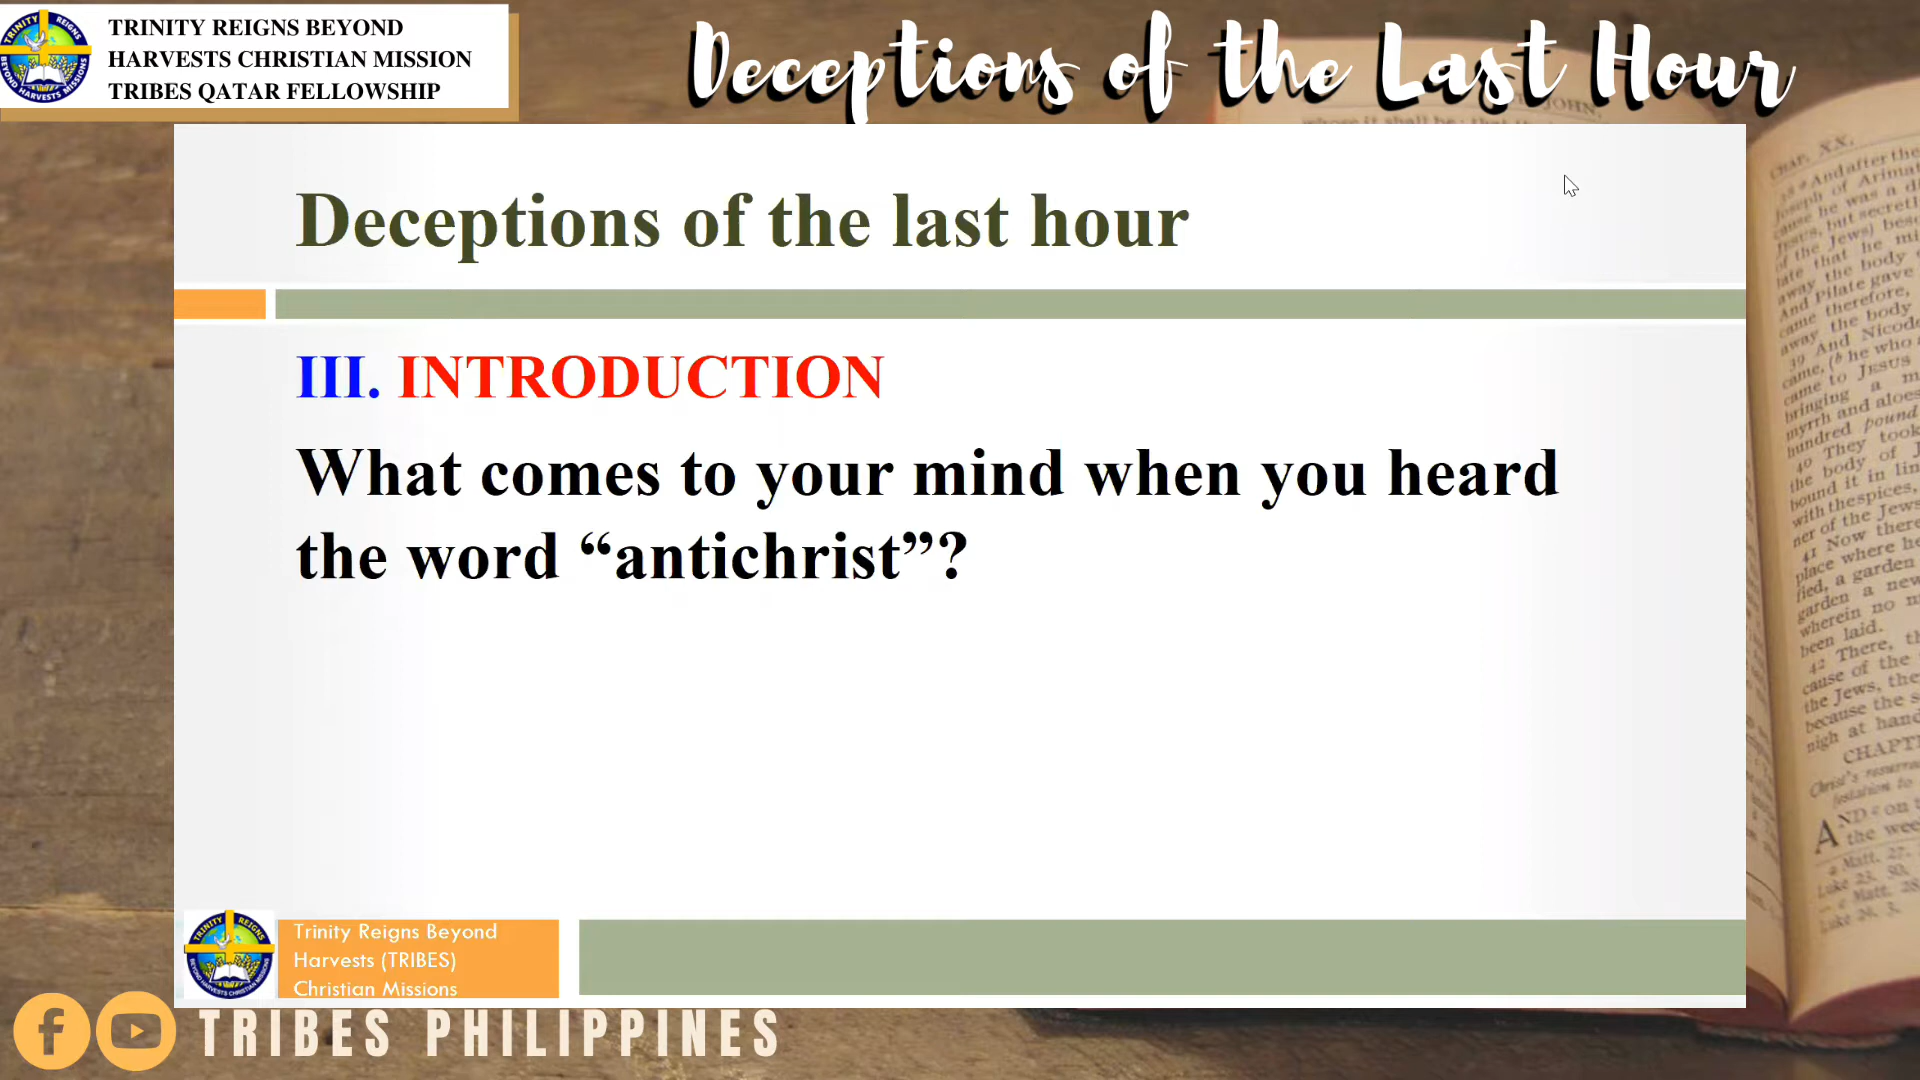 TRINITY REIGNS BEYOND
HARVESTS CHRISTIAN MISSION
TRIBES QATAR FELLOWSHIP
Deceptions of the Last Hour
Deceptions of the last hour
III. INTRODUCTION
What comes to your mind when you heard
the word “antichrist”?
Trinity Reigns Beyond
Harvests (TRIBES)
Christian Missions
TRIBES PHILIPPINES